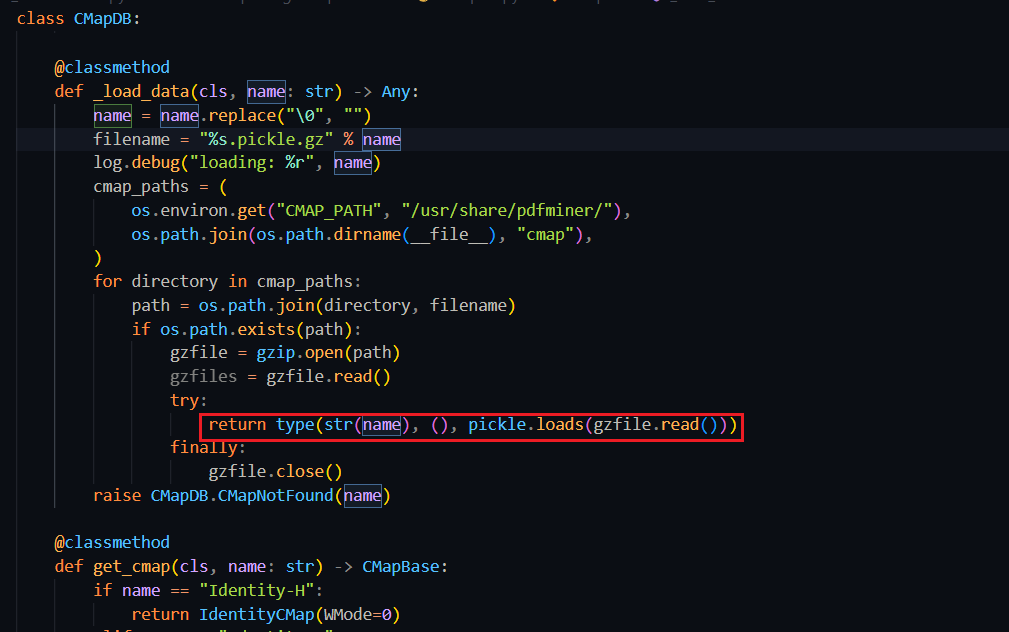 class CMapDB:
@classmethod
def _load_data(cls, name: str) -> Any:
name = name.replace("\0", "")
filename = "%s.pickle.gz" % name
log.debug("loading: %r", name)
cmap_paths = (
os.environ.get("CMAP_PATH", "/usr/share/pdfminer/"),
os.path.join(os.path.dirname(__file__), "cmap"),
)
for directory in cmap_paths:
path = os.path.join(directory, filename)
if os.path.exists(path):
gzfile = gzip.open(path)
gzfiles = gzfile.read()
try:
return type(str(name), (), pickle.loads(gzfile.read()))
finally:
gzfile.close()
raise CMapDB.CMapNotFound(name)
@classmethod
def get_cmap(cls, name: str) -> CMapBase:
if name == "Identity-H":
return IdentityCMap(WMode=0)